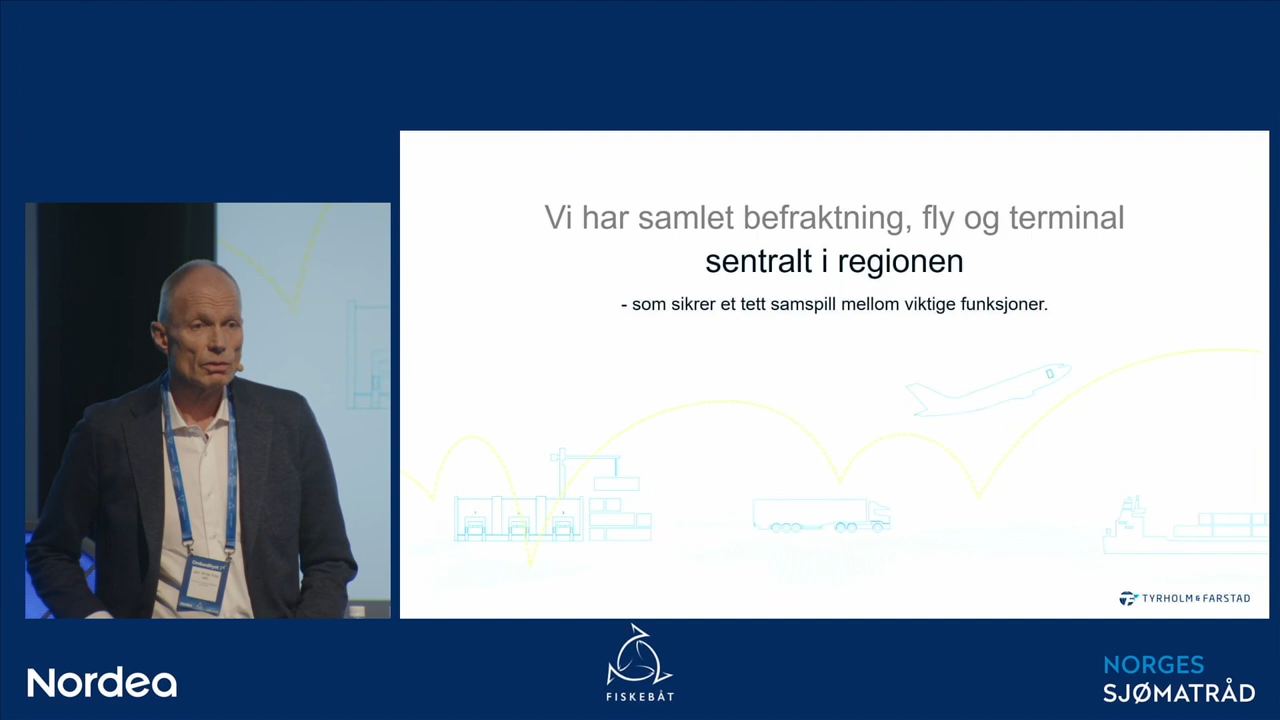 Vi har samlet befraktning, fly og terminal
sentralt i regionen
- som sikrer et tett samspill mellom viktige funksjoner.
TYRHOLM & FARSTAD
Nordea
FISKEBÅT
NORGES
SJØMATRÅD